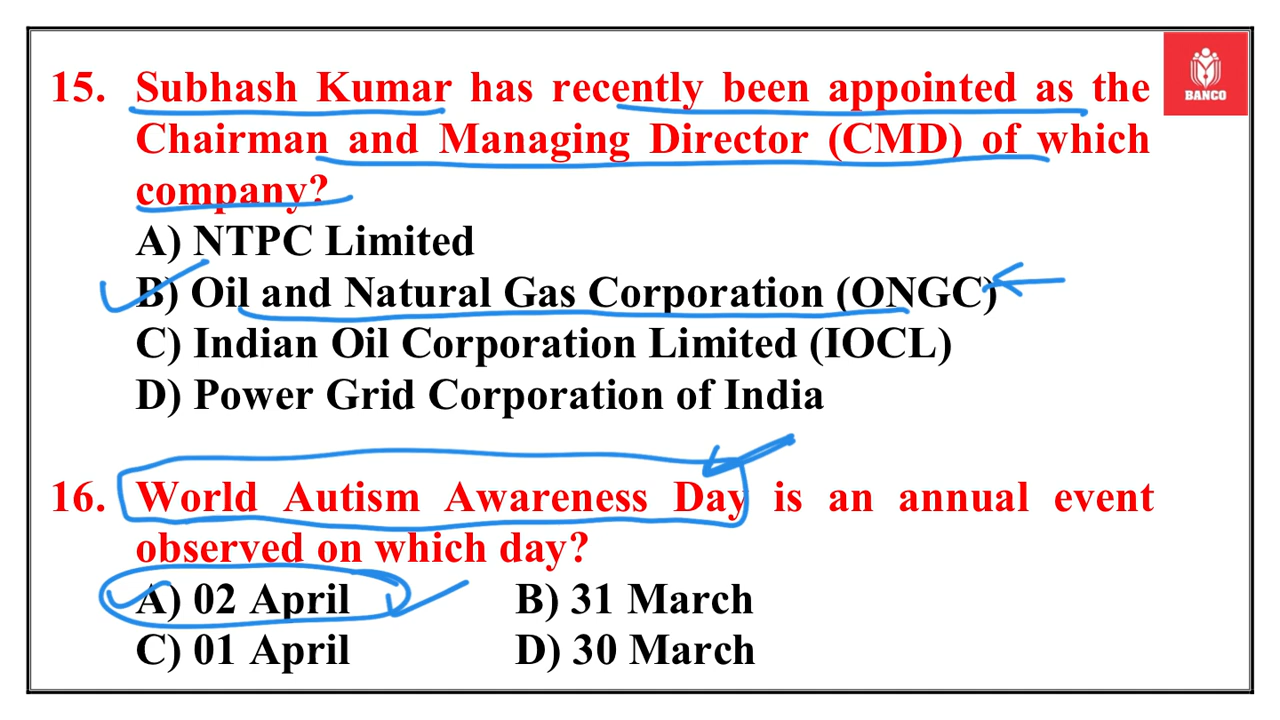 BANCO
15. Subhash Kumar has recently been appointed as the
Chairman and Managing Director (CMD) of which
company?
A) NTPC Limited
B) Oil and Natural Gas Corporation (ONGC)
C) Indian Oil Corporation Limited (IOCL)
D) Power Grid Corporation of India
16. World Autism Awareness Day is an annual event
observed on which day?
A) 02 April B) 31 March
C) 01 April D) 30 March